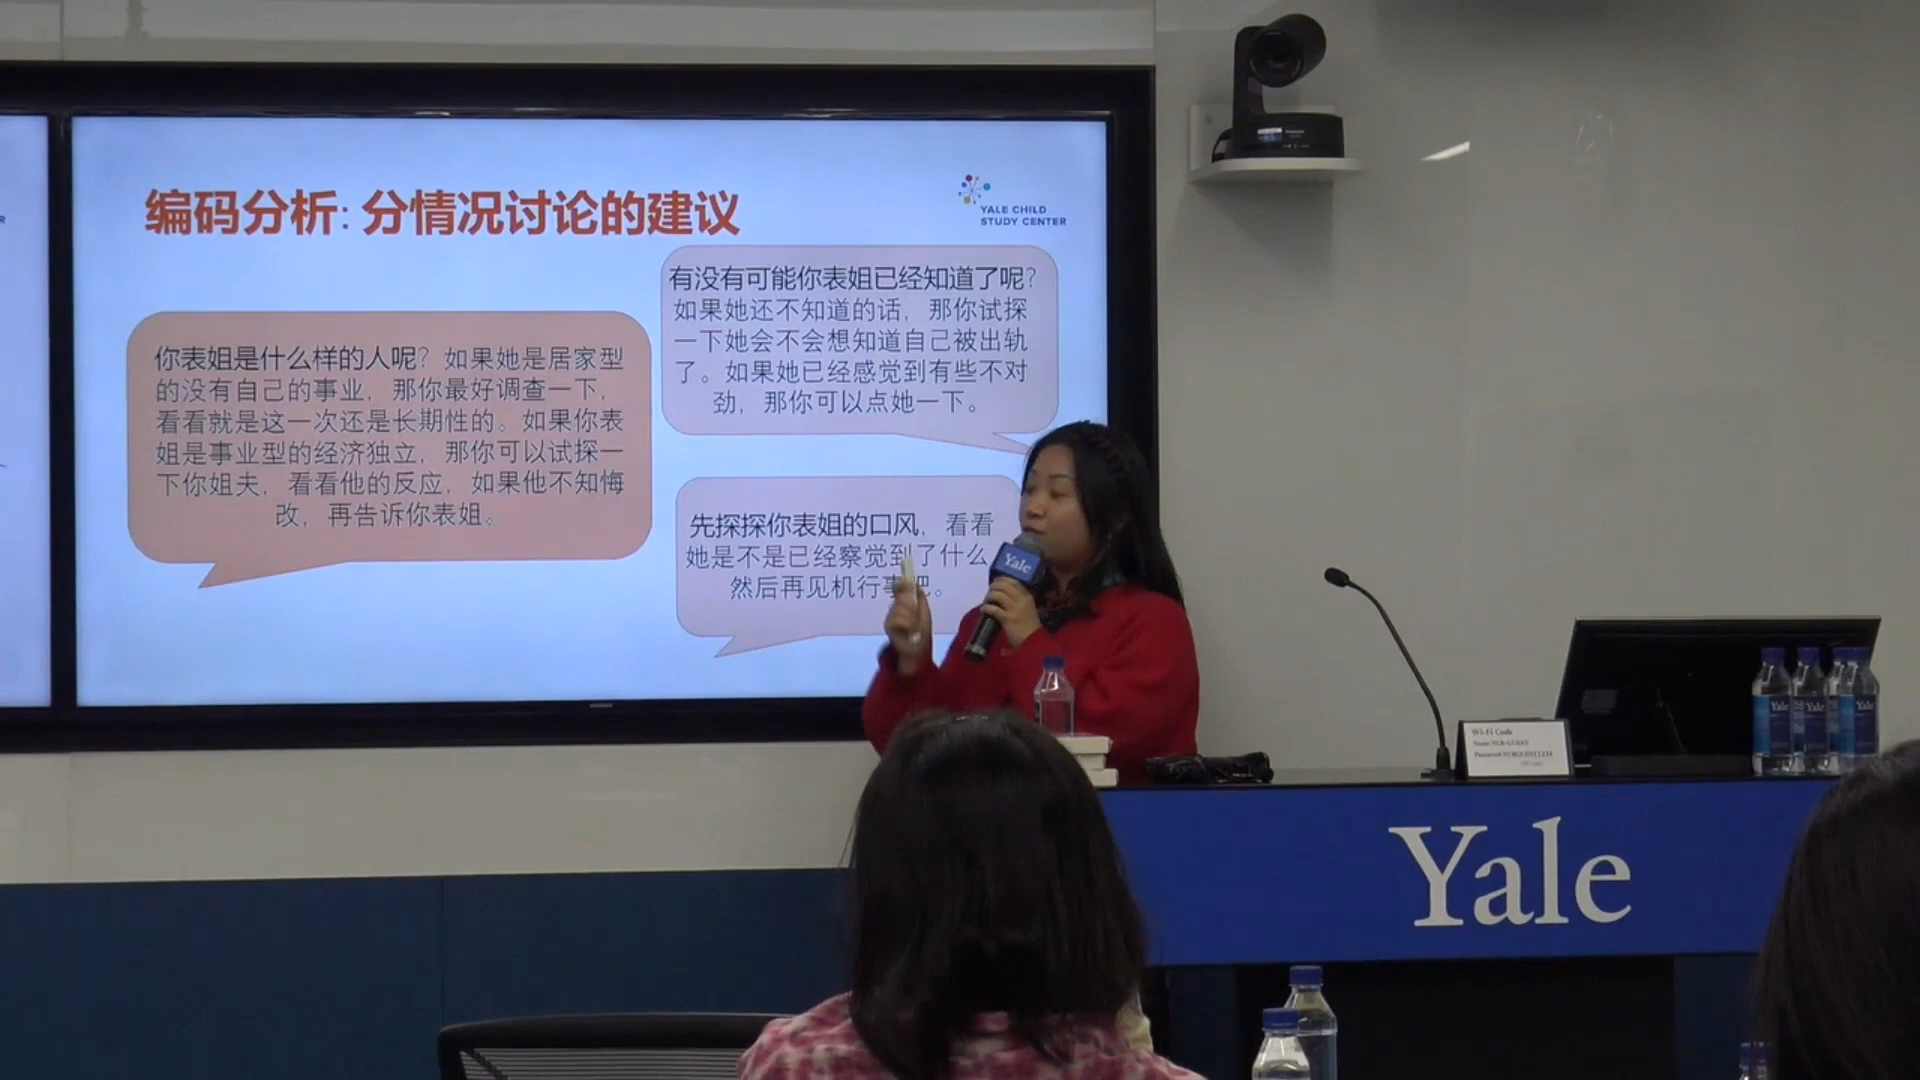 编码分析: 分情况讨论的建议
YALE CHILD
STUDY CENTER
你表姐是什么样的人呢？如果她是居家型
的没有自己的事业，那你最好调查一下，
看看就是这一次还是长期性的。如果你表
姐是事业型的经济独立，那你可以试探一
下你姐夫，看看他的反应，如果他不知悔
改，再告诉你表姐。
有没有可能你表姐已经知道了呢？
如果她还不知道的话，那你试探
一下她会不会想知道自己被出轨
了。如果她已经感觉到有些不对
劲，那你可以点她一下。
先探探你表姐的口风，看看
她是不是已经察觉到了什么
然后再见机行事吧。
Yale
Wi-Fi Code
Yale
Yale
Yale
Yale